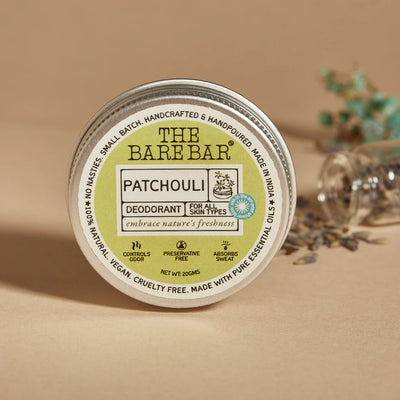 ★ NO NASTIES. SMALL BATCH. HANDCRAFTED & HANDPOURED. MADE IN INDIA ★
THE
BARE BAR®
PATCHOULI
DEODORANT
FOR ALL
SKIN TYPES
embrace nature's freshness
CONTROLS
ODOR
PRESERVATIVE
FREE
ABSORBS
SWEAT
NET WT: 20GMS
100% NATURAL. VEGAN. CRUELTY FREE. MADE WITH PURE ESSENTIAL OILS